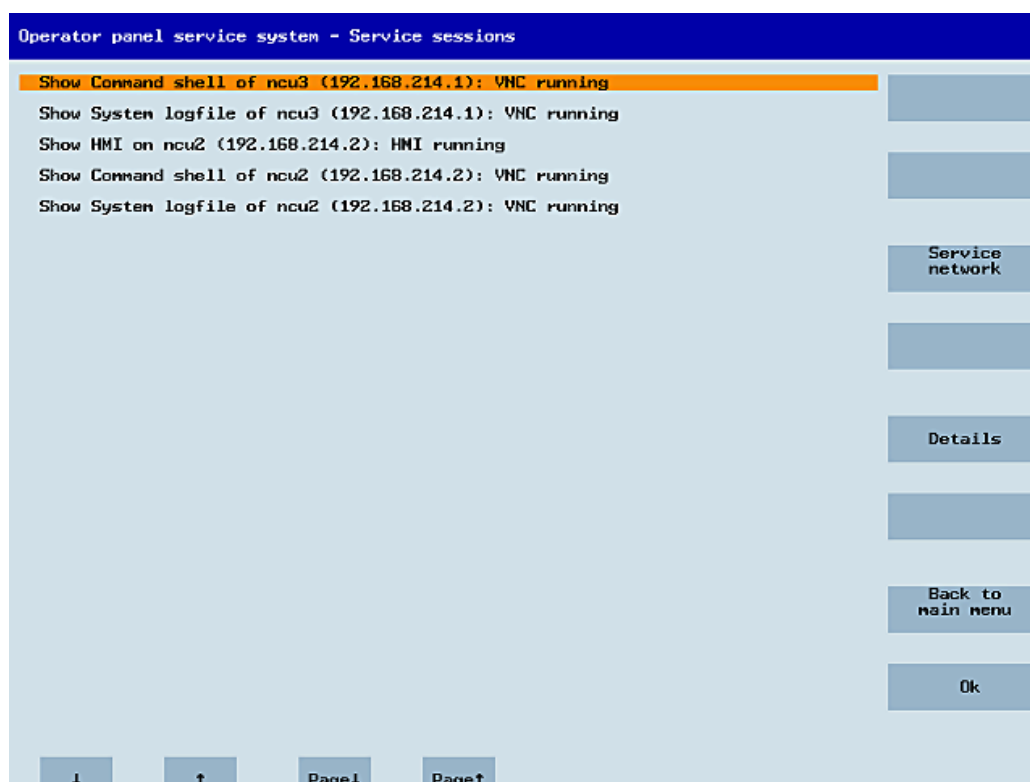 Operator panel service system - Service sessions
Show Command shell of ncu3 (192.168.214.1): VNC running
Show System logfile of ncu3 (192.168.214.1): VNC running
Show HMI on ncu2 (192.168.214.2): HMI running
Show Command shell of ncu2 (192.168.214.2): VNC running
Show System logfile of ncu2 (192.168.214.2): VNC running
Service
network
Details
Back to
main menu
Ok
↓ ↑ Page↓ Page↑